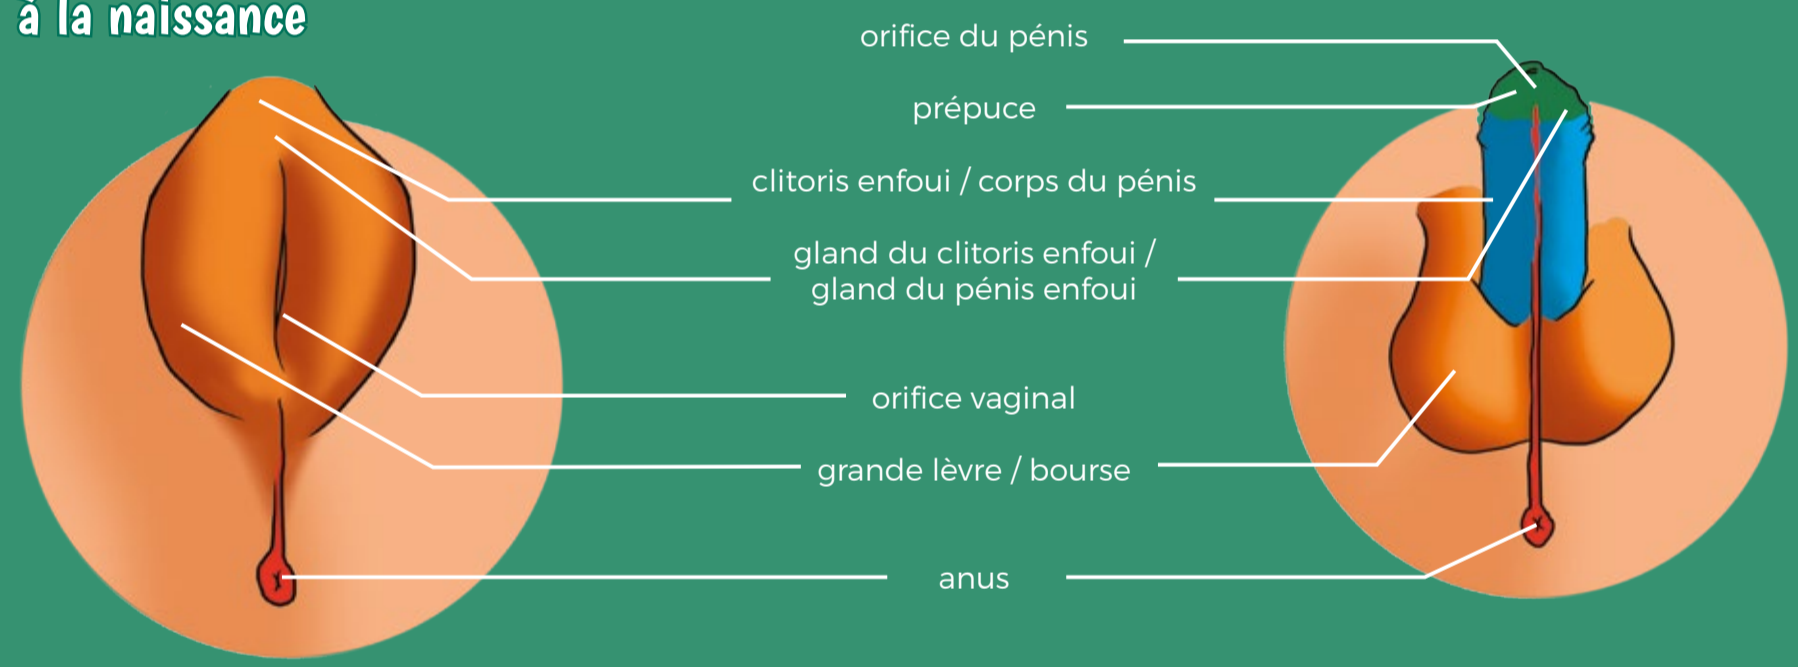 à la naissance
orifice du pénis
prépuce
clitoris enfoui / corps du pénis
gland du clitoris enfoui /
gland du pénis enfoui
orifice vaginal
grande lèvre / bourse
anus